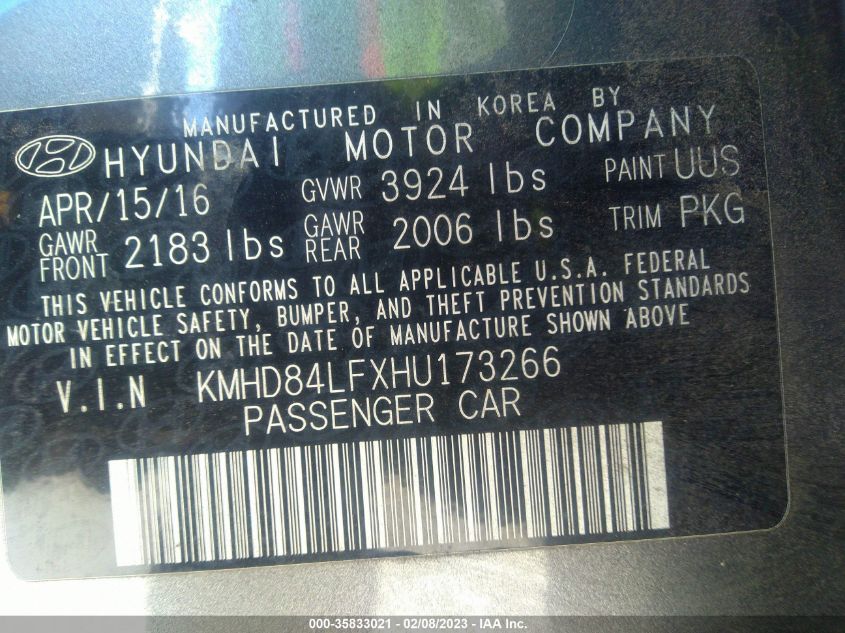 MANUFACTURED IN KOREA BY
HYUNDAI MOTOR COMPANY
APR/15/16 GVWR 3924 lbs PAINT UUS
GAWR FRONT 2183 lbs GAWR REAR 2006 lbs TRIM PKG
THIS VEHICLE CONFORMS TO ALL APPLICABLE U.S.A. FEDERAL
MOTOR VEHICLE SAFETY, BUMPER, AND THEFT PREVENTION STANDARDS
IN EFFECT ON THE DATE OF MANUFACTURE SHOWN ABOVE
V.I.N KMHD84LFXHU173266
PASSENGER CAR
000-35833021 - 02/08/2023 - IAA Inc.